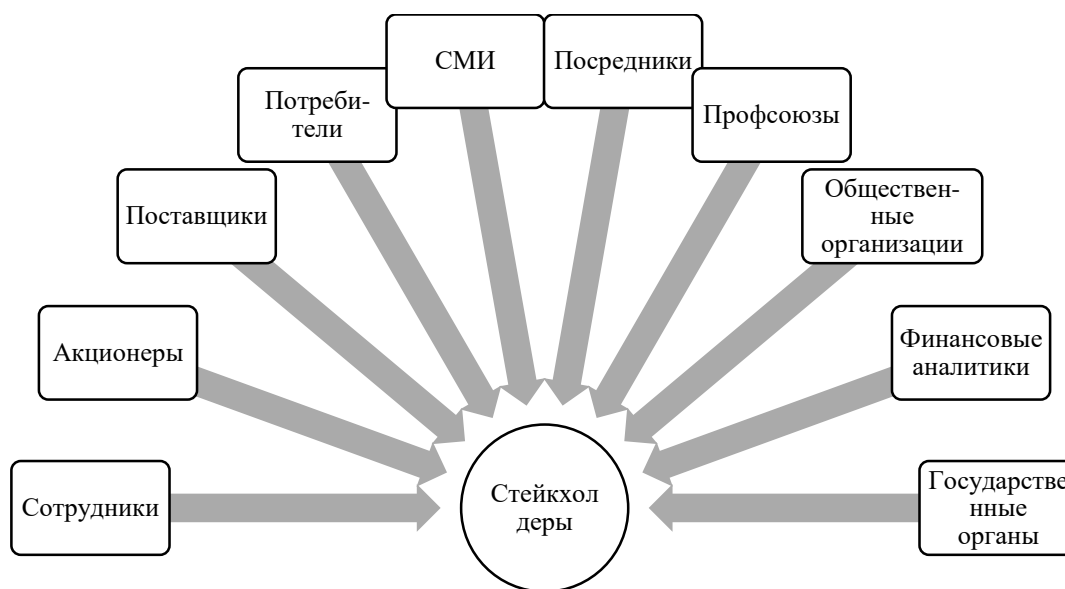 СМИ
Посредники
Потреби-
тели
Профсоюзы
Поставщики
Обществен-
ные
организации
Акционеры
Финансовые
аналитики
Сотрудники
Стейкхол
деры
Государстве
нные
органы